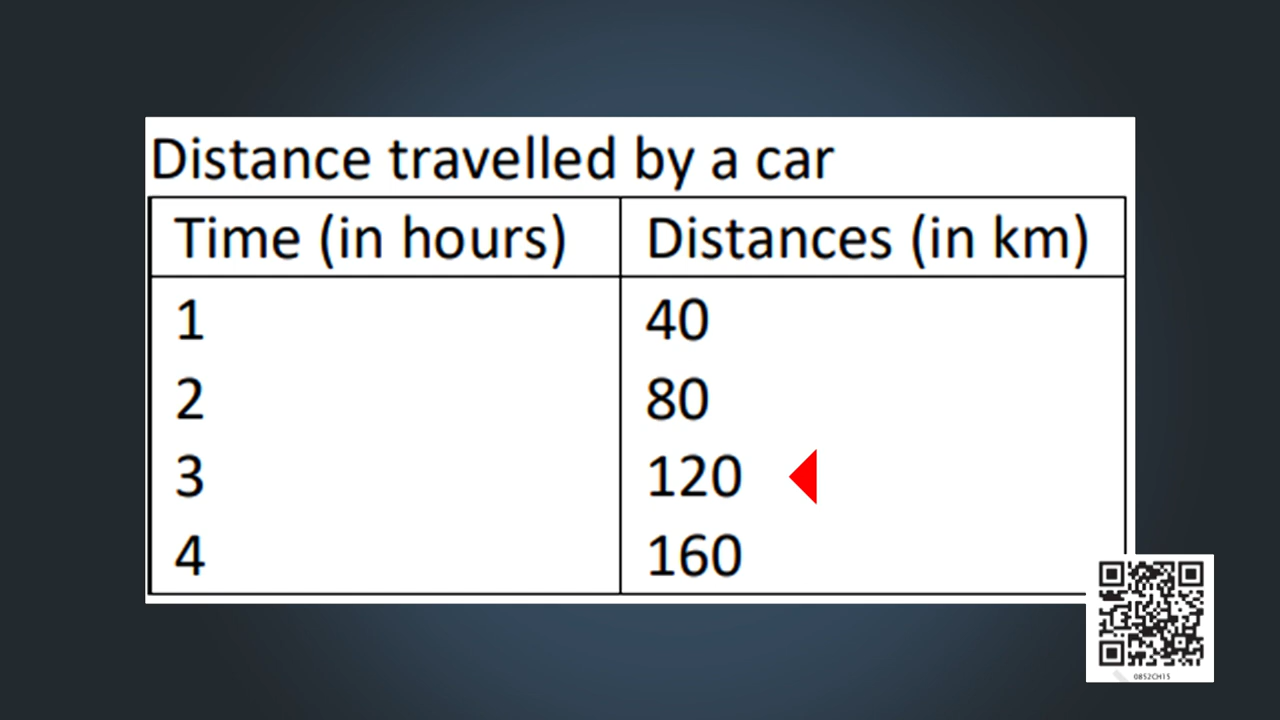 Distance travelled by a car
Time (in hours) Distances (in km)
1 40
2 80
3 120
4 160
0852CH15